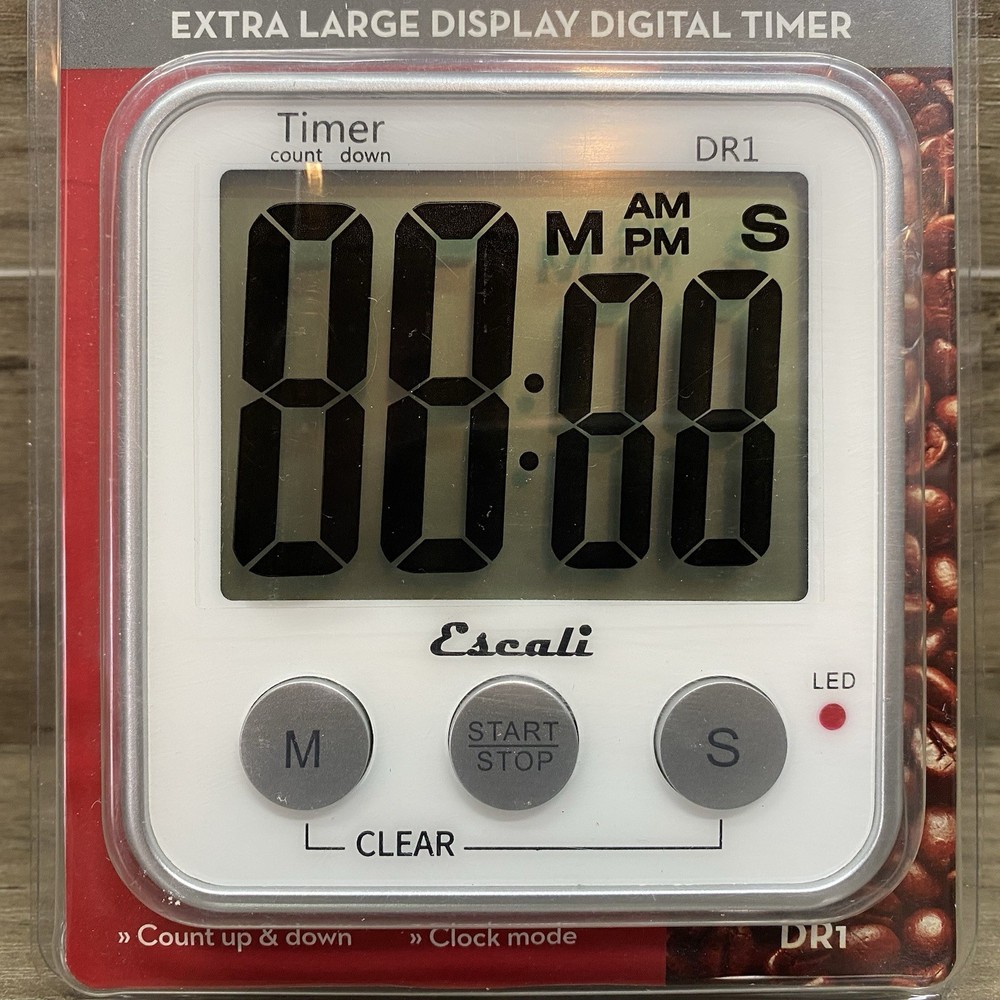 EXTRA LARGE DISPLAY DIGITAL TIMER
Timer
count down
DR1
M AM PM S
88:88
Escali
LED
M
START
STOP
S
CLEAR
» Count up & down
» Clock mode
DR1